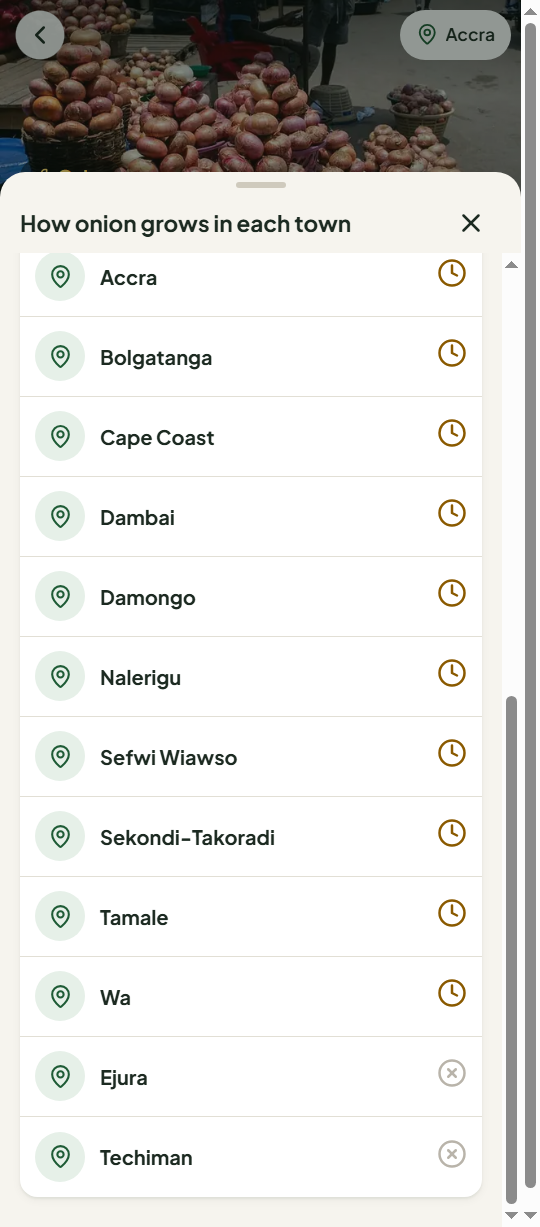 Accra
How onion grows in each town
Accra
Bolgatanga
Cape Coast
Dambai
Damongo
Nalerigu
Sefwi Wiawso
Sekondi-Takoradi
Tamale
Wa
Ejura
Techiman